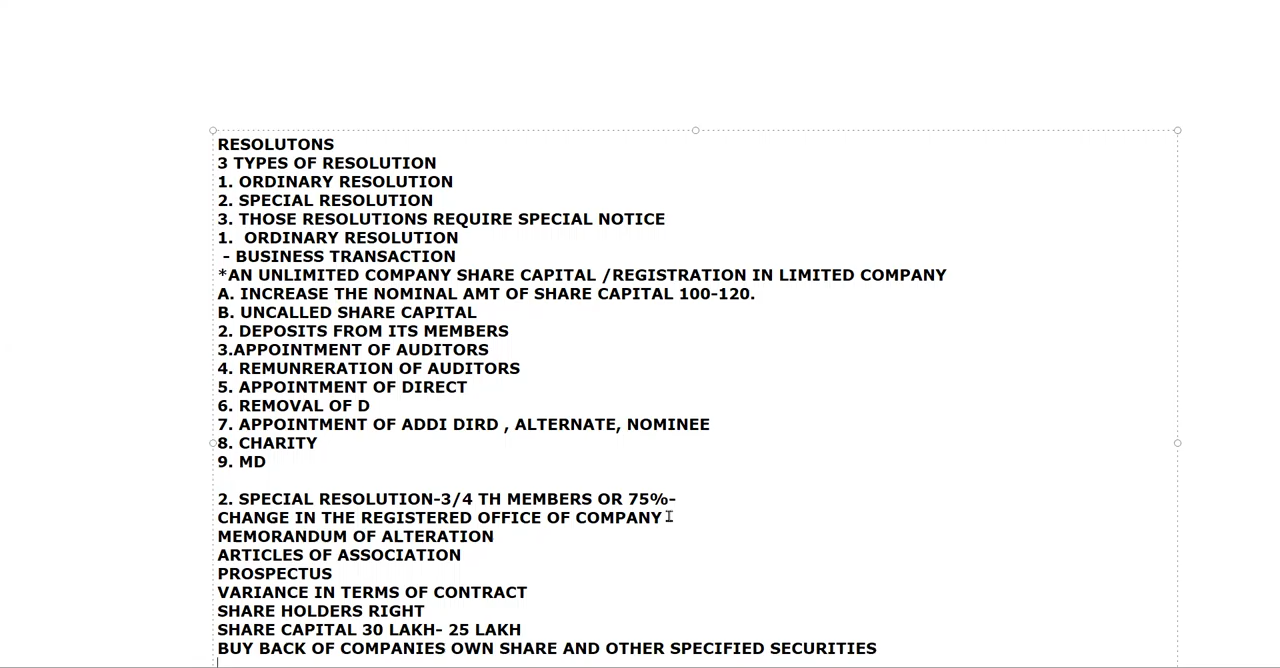 RESOLUTONS
3 TYPES OF RESOLUTION
1. ORDINARY RESOLUTION
2. SPECIAL RESOLUTION
3. THOSE RESOLUTIONS REQUIRE SPECIAL NOTICE
1.  ORDINARY RESOLUTION
- BUSINESS TRANSACTION
*AN UNLIMITED COMPANY SHARE CAPITAL /REGISTRATION IN LIMITED COMPANY
A. INCREASE THE NOMINAL AMT OF SHARE CAPITAL 100-120.
B. UNCALLED SHARE CAPITAL
2. DEPOSITS FROM ITS MEMBERS
3.APPOINTMENT OF AUDITORS
4. REMUNRERATION OF AUDITORS
5. APPOINTMENT OF DIRECT
6. REMOVAL OF D
7. APPOINTMENT OF ADDI DIRD , ALTERNATE, NOMINEE
8. CHARITY
9. MD
2. SPECIAL RESOLUTION-3/4 TH MEMBERS OR 75%-
CHANGE IN THE REGISTERED OFFICE OF COMPANY
MEMORANDUM OF ALTERATION
ARTICLES OF ASSOCIATION
PROSPECTUS
VARIANCE IN TERMS OF CONTRACT
SHARE HOLDERS RIGHT
SHARE CAPITAL 30 LAKH- 25 LAKH
BUY BACK OF COMPANIES OWN SHARE AND OTHER SPECIFIED SECURITIES